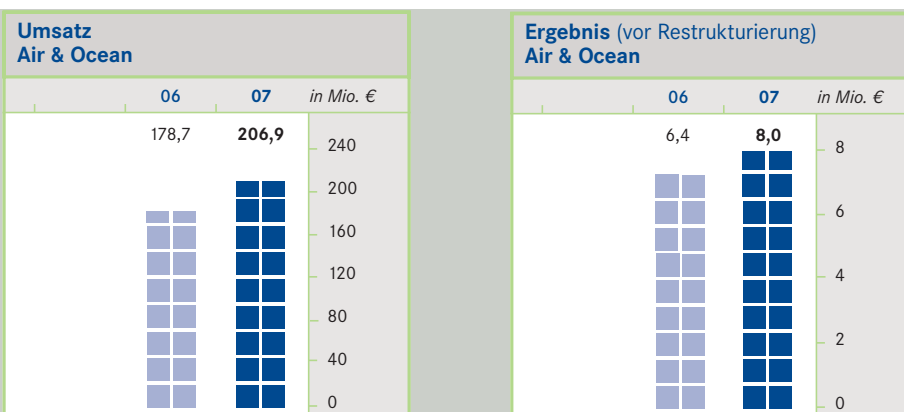 Umsatz
Air & Ocean
06 07 in Mio. €
178,7 206,9
240
200
160
120
80
40
0
Ergebnis (vor Restrukturierung)
Air & Ocean
06 07 in Mio. €
6,4 8,0
8
6
4
2
0